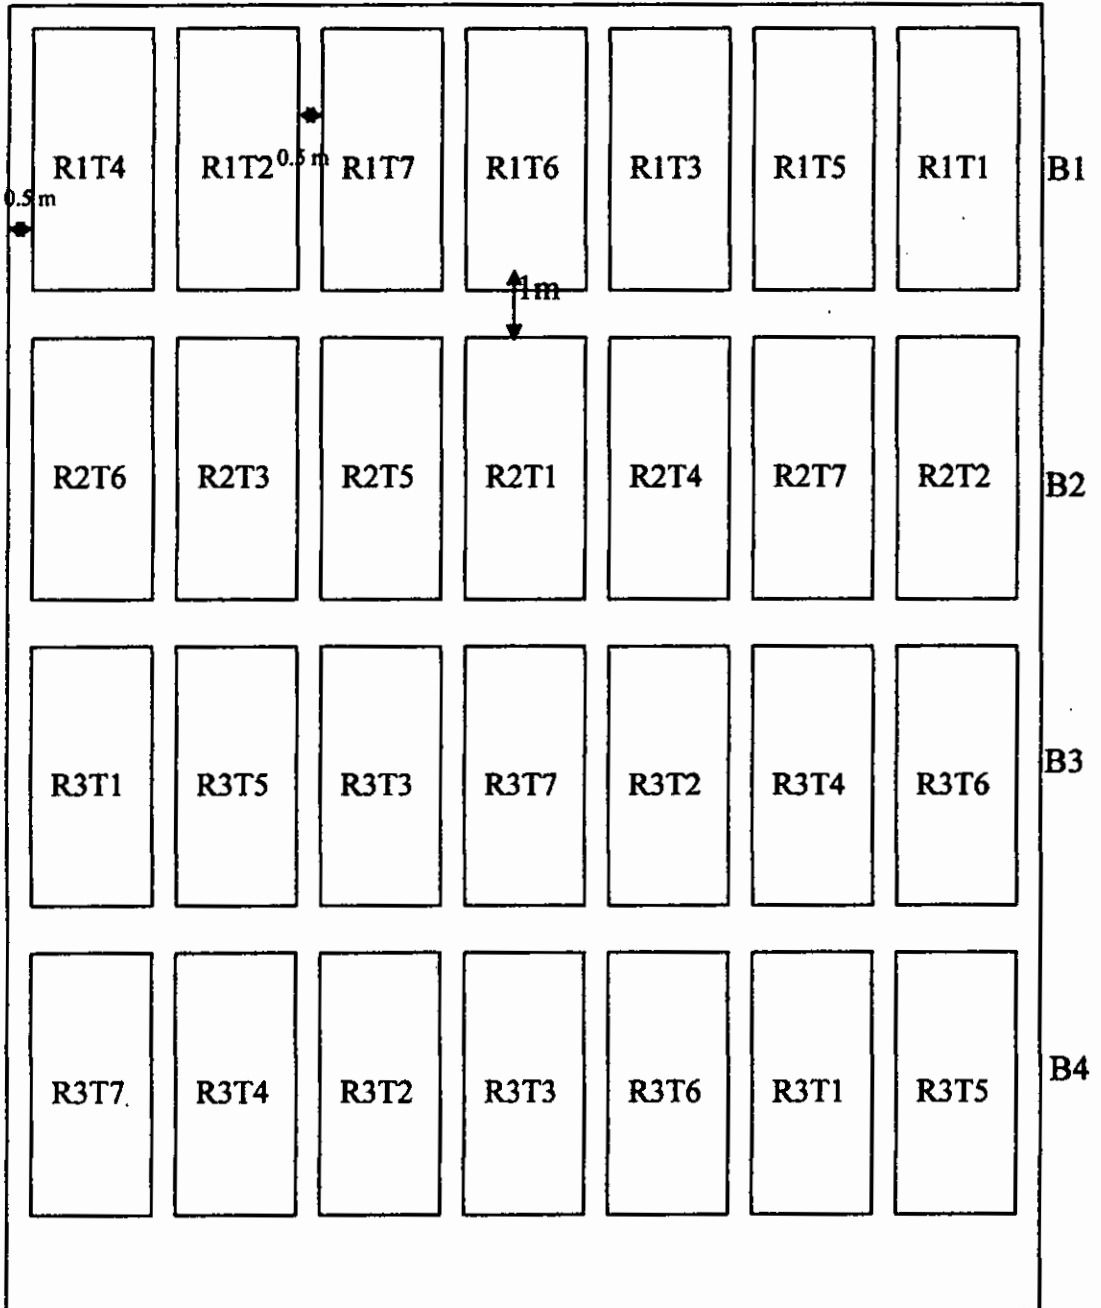 R1T4 R1T2 0.5 m R1T7 R1T6 R1T3 R1T5 R1T1 B1
0.5 m
1m
R2T6 R2T3 R2T5 R2T1 R2T4 R2T7 R2T2 B2
R3T1 R3T5 R3T3 R3T7 R3T2 R3T4 R3T6 B3
R3T7 R3T4 R3T2 R3T3 R3T6 R3T1 R3T5 B4